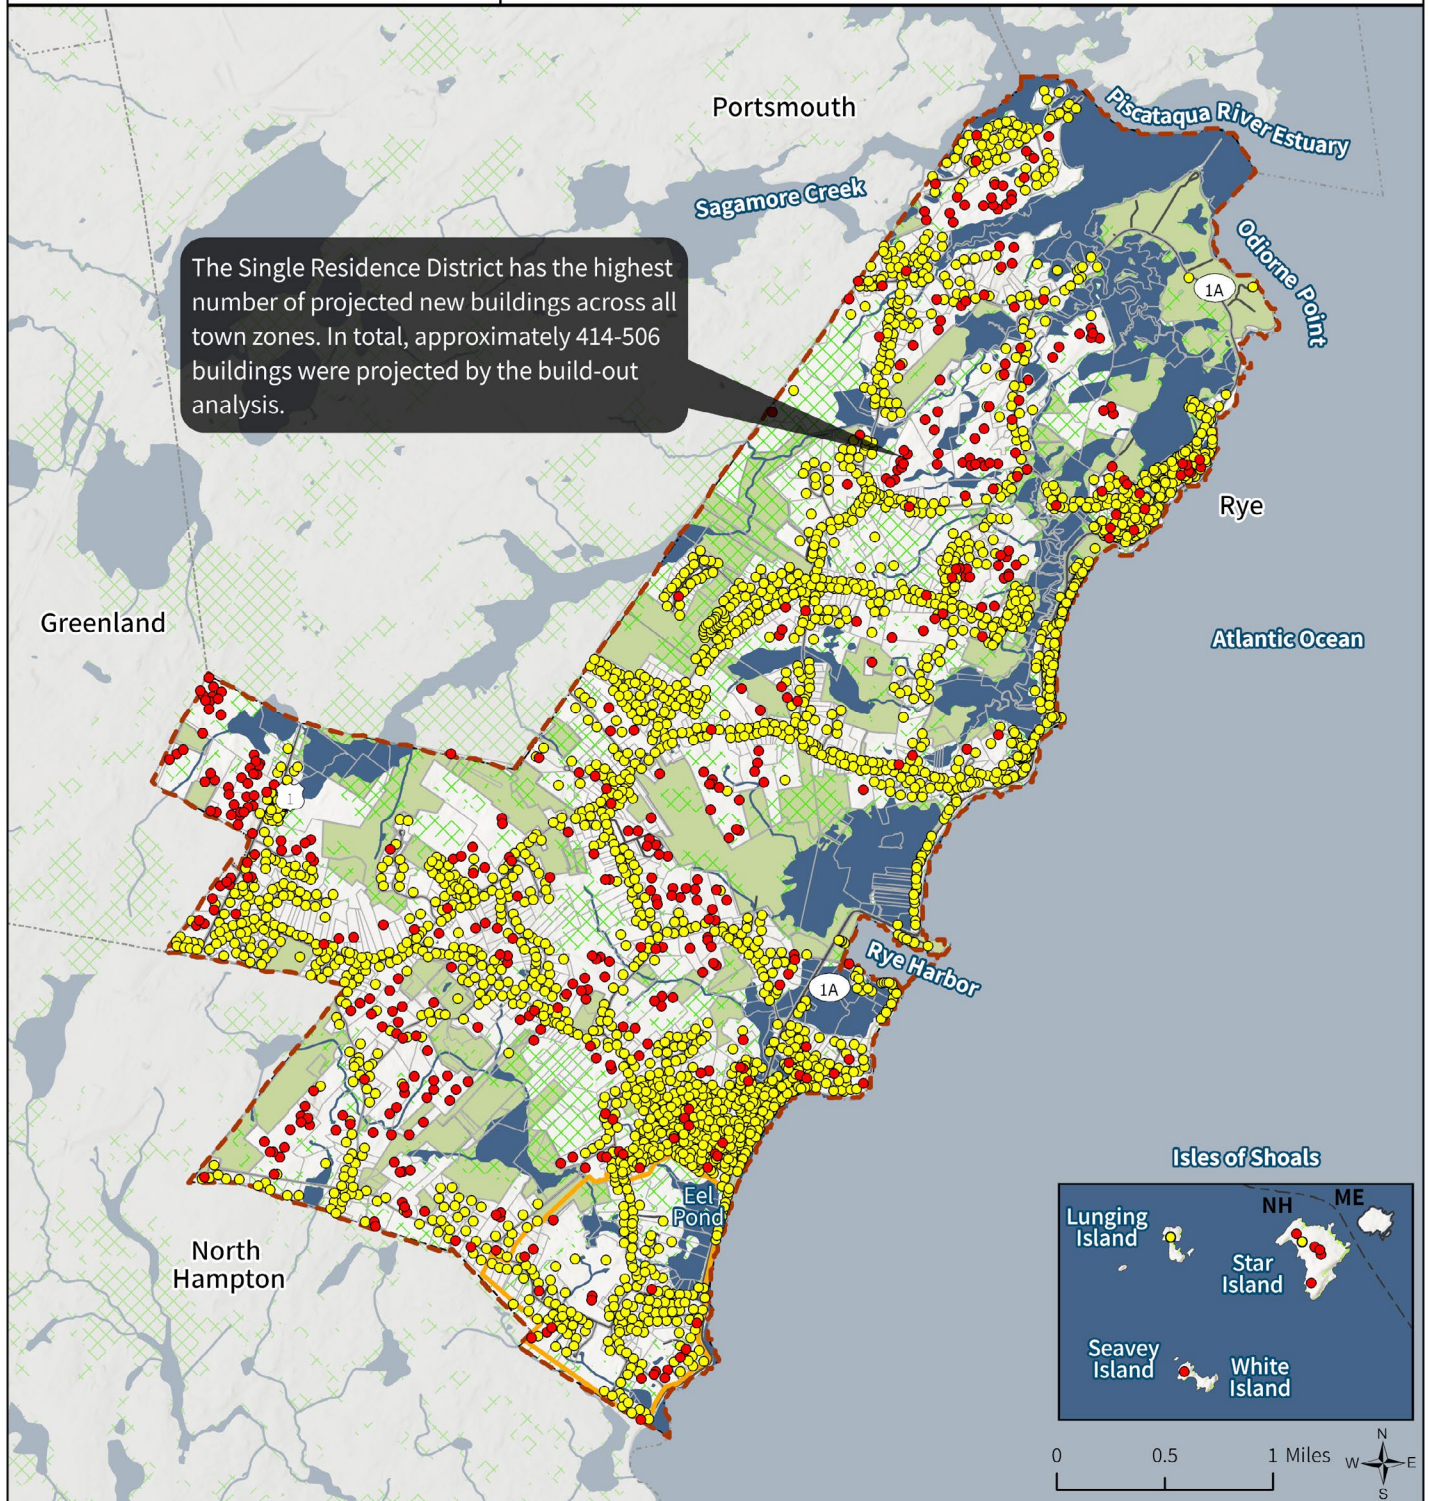 Portsmouth
Piscataqua River Estuary
Sagamore Creek
Odiorne Point
1A
The Single Residence District has the highest
number of projected new buildings across all
town zones. In total, approximately 414-506
buildings were projected by the build-out
analysis.
Rye
Greenland
Atlantic Ocean
1
Rye Harbor
1A
Isles of Shoals
Eel
Pond
NH
ME
Lunging
Island
Star
Island
North
Hampton
Seavey
Island
White
Island
0 0.5 1 Miles
N
W E
S